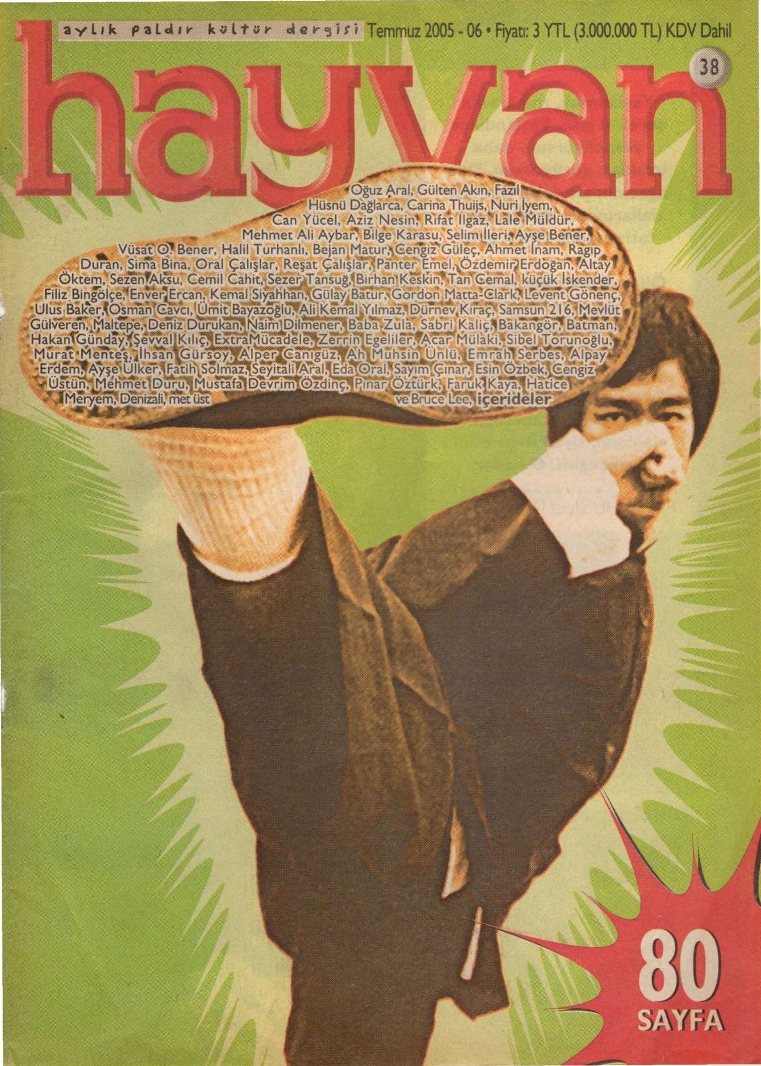 aylık paldır kültür dergisi Temmuz 2005 - 06 • Fiyatı: 3 YTL (3.000.000 TL) KDV Dahil
hayvan
38
Oğuz Aral, Gülten Akın, Fazıl
Hüsnü Dağlarca, Carina Thuijs, Nuri İyem,
Can Yücel, Aziz Nesin, Rıfat Ilgaz, Lale Müldür,
Mehmet Ali Aybar, Bilge Karasu, Selim İleri, Ayşe Bener,
Vüsat O. Bener, Halil Turhanlı, Bejan Matur, Cengiz Güleç, Ahmet İnam, Ragıp
Duran, Sima Bina, Oral Çalışlar, Reşat Çalışlar, Panter Emel, Özdemir Erdoğan, Altay
Öktem, Sezen Aksu, Cemil Cahit, Sezer Tansuğ, Birhan Keskin, Tan Cemal, küçük İskender,
Filiz Bingölçe, Enver Ercan, Kemal Siyahhan, Gülay Batur, Gordon Matta-Clark, Levent Gönenç,
Ulus Baker, Osman Cavcı, Ümit Bayazoğlu, Ali Kemal Yılmaz, Dürnev, Kıraç, Samsun 216, Mevlüt
Gülveren, Maltepe, Deniz Durukan, Naim Dilmener, Baba Zula, Sabri Kaliç, Bakangör, Batman,
Hakan Günday, Şevval Kılıç, ExtraMücadele, Zerrin Egeliler, Acar Mülaki, Sibel Torunoğlu,
Murat Menteş, İhsan Gürsoy, Alper Canıgüz, Ah Muhsin Ünlü, Emrah Serbes, Alpay
Erdem, Ayşe Ülker, Fatih Solmaz, Seyitali Aral, Eda Oral, Sayım Çınar, Esin Özbek, Cengiz
Üstün, Mehmet Duru, Mustafa Devrim Özdinç, Pınar Öztürk, Faruk Kaya, Hatice
Meryem, Denizali, met üst ve Bruce Lee, içerideler
80
SAYFA